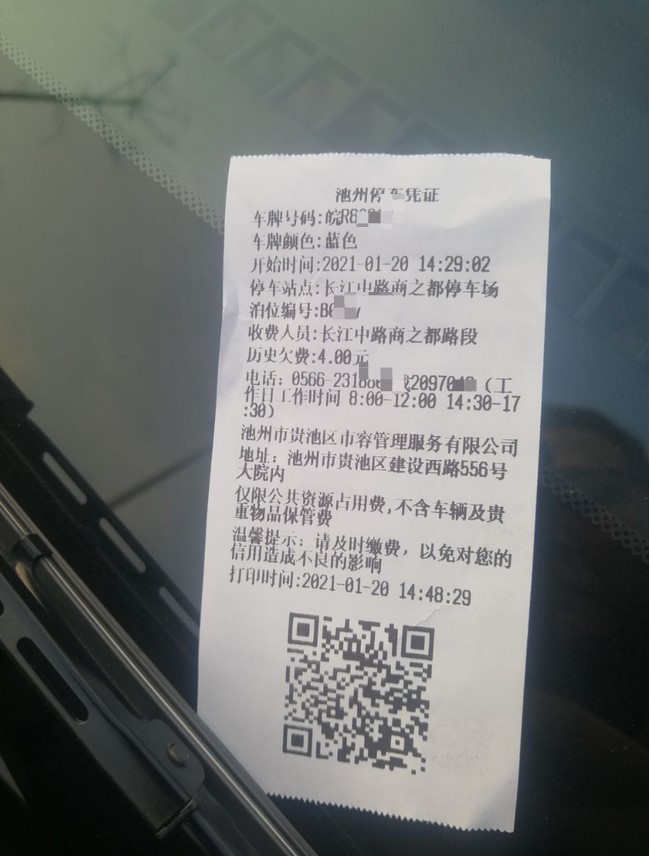 池州停车凭证
车牌号码:皖R8
车牌颜色:蓝色
开始时间:2021-01-20 14:29:02
停车站点:长江中路商之都停车场
泊位编号:B
收费人员:长江中路商之都路段
历史欠费:4.00元
电话: 0566-2318 2097 (工
作日工作时间 8:00-12:00 14:30-17
:30)
池州市贵池区市容管理服务有限公司
地址: 池州市贵池区建设西路556号
大院内
仅限公共资源占用费,不含车辆及贵
重物品保管费
温馨提示: 请及时缴费, 以免对您的
信用造成不良的影响
打印时间:2021-01-20 14:48:29